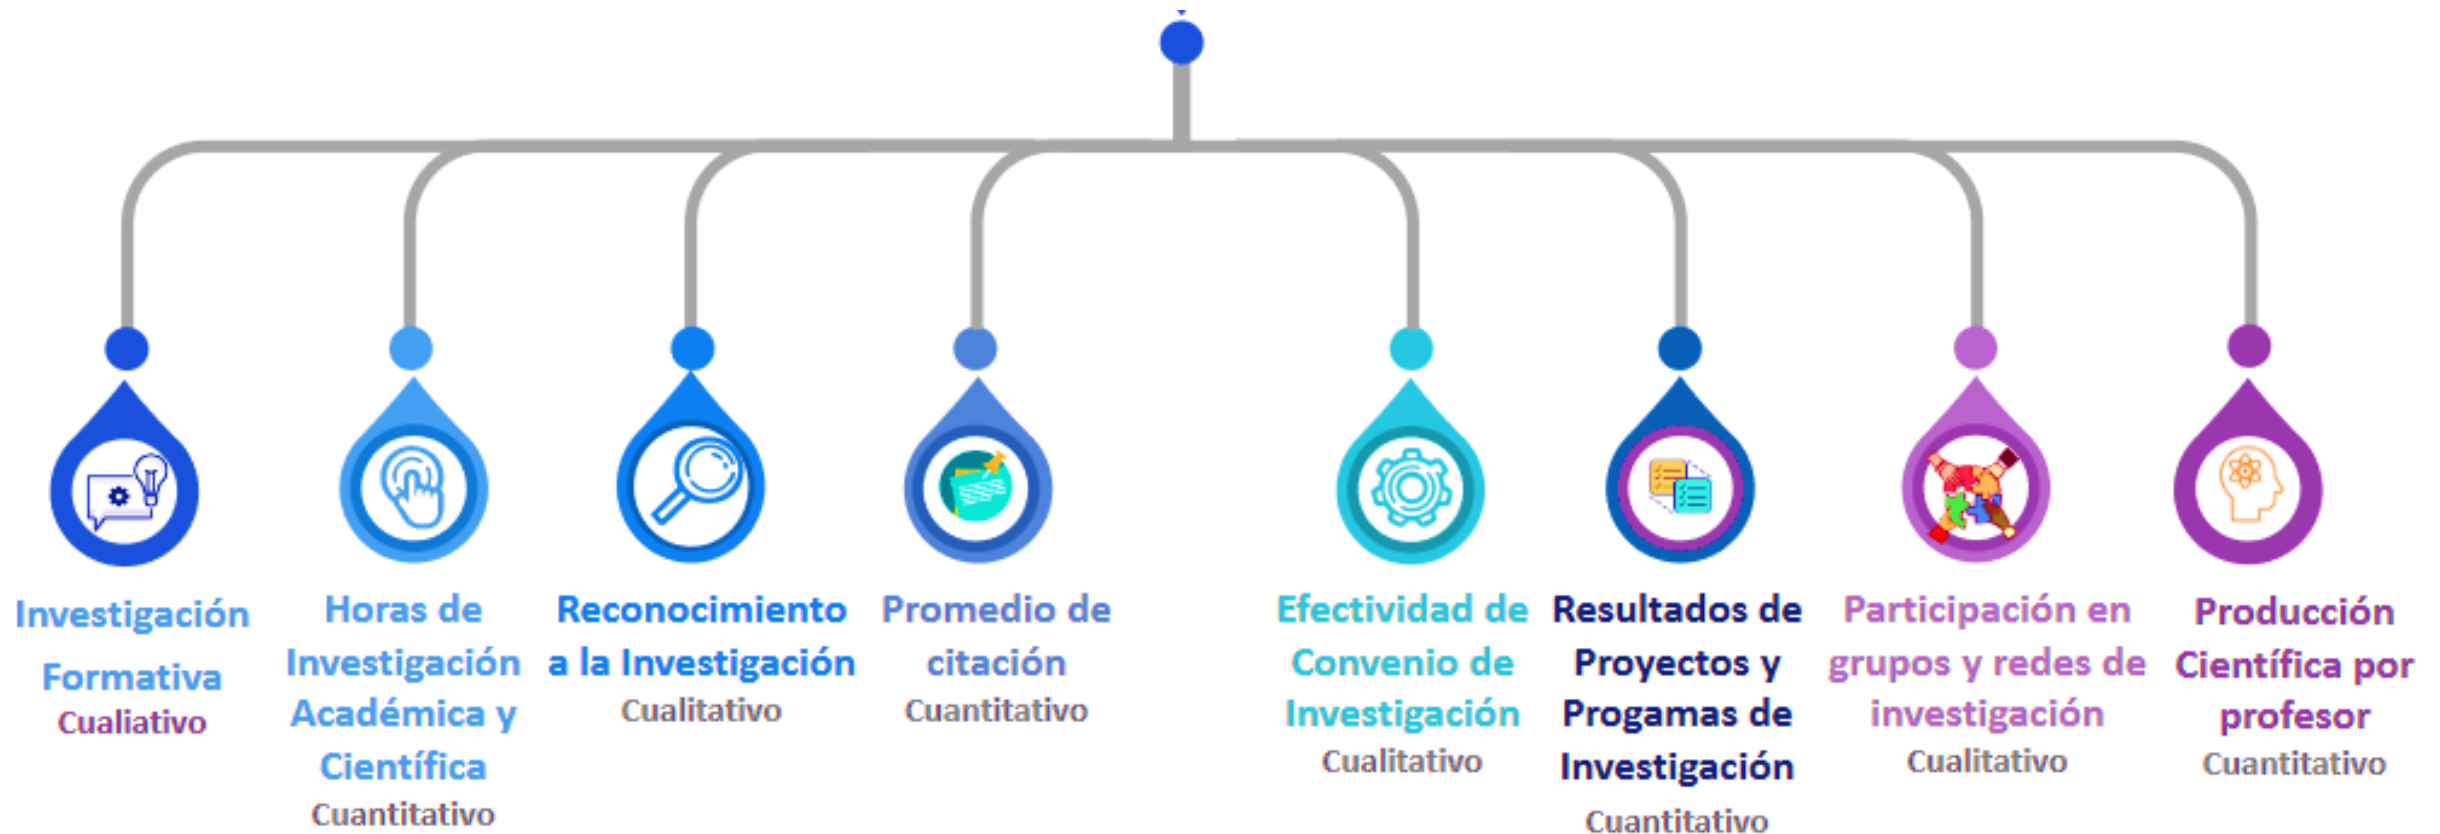 Investigación
Formativa
Cualiativo
Horas de
Investigación
Académica y
Científica
Cuantitativo
Reconocimiento
a la Investigación
Cualitativo
Promedio de
citación
Cuantitativo
Efectividad de
Convenio de
Investigación
Cualitativo
Resultados de
Proyectos y
Progamas de
Investigación
Cuantitativo
Participación en
grupos y redes de
investigación
Cualitativo
Producción
Científica por
profesor
Cuantitativo